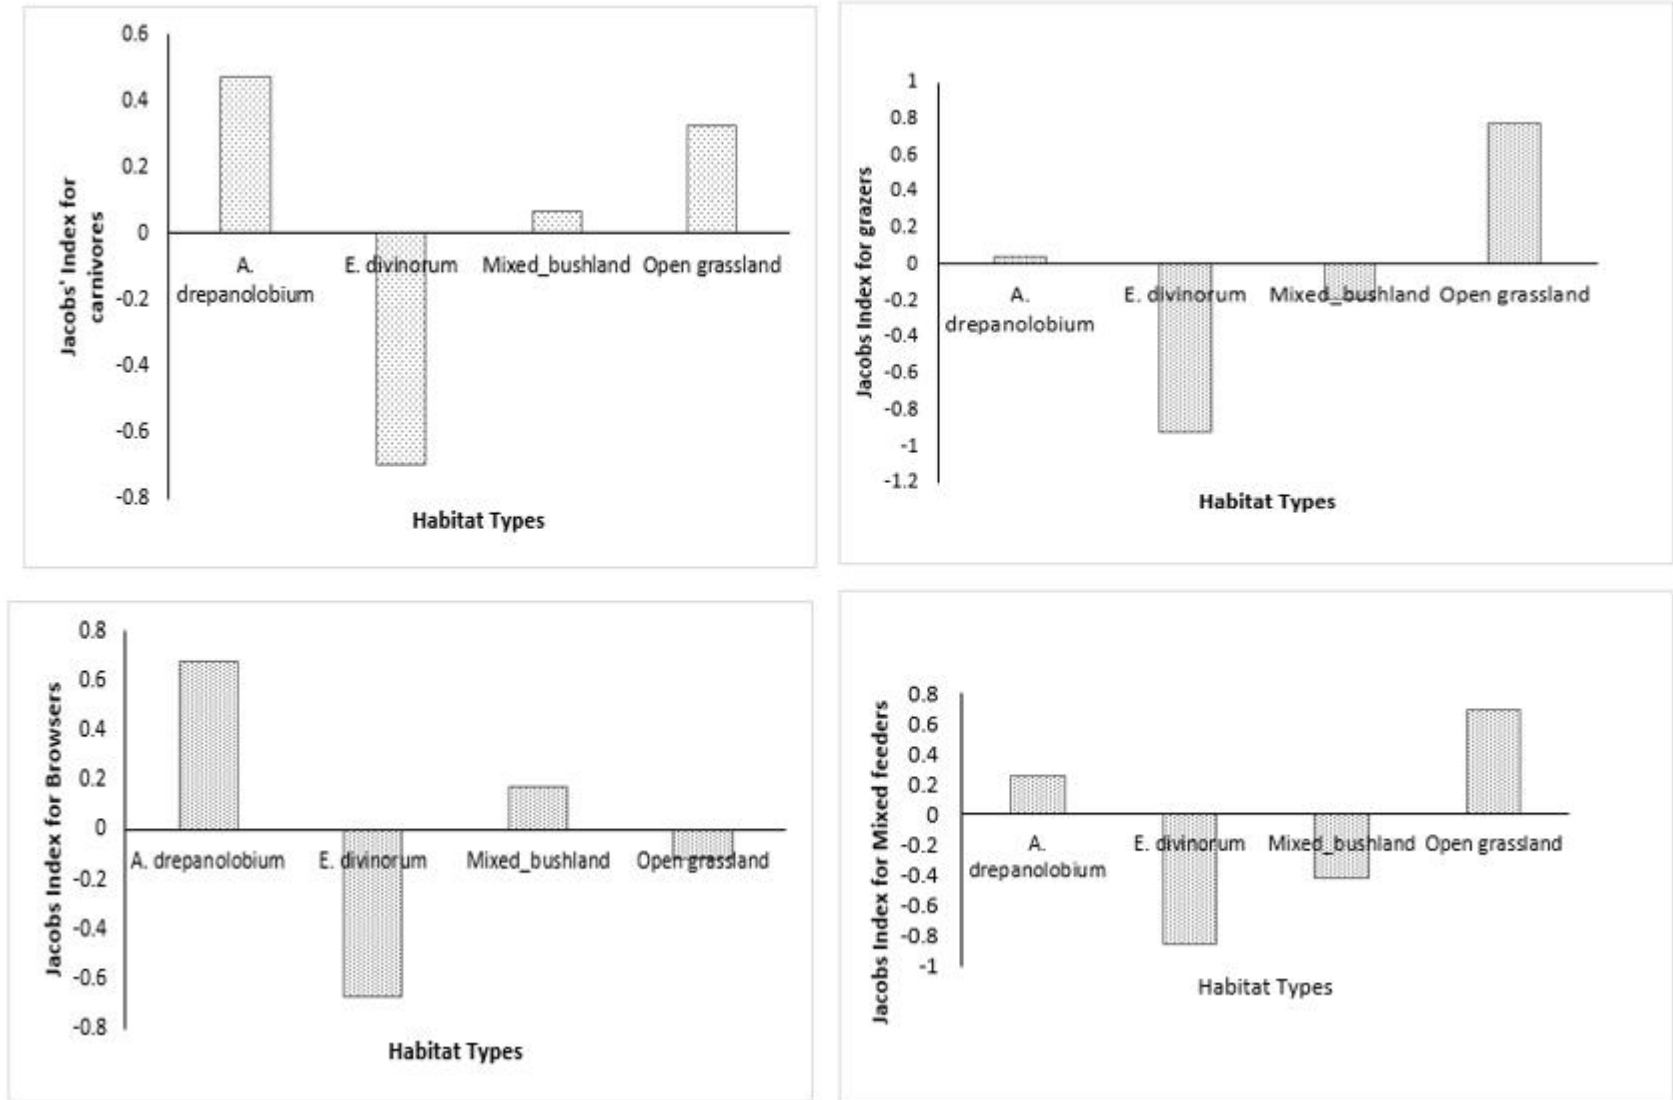 0.6
0.4
0.2
0
-0.2
-0.4
-0.6
-0.8
Jacobs' Index for
carnivores
A.
drepanolobium
E. divinorum
Mixed_bushland
Open grassland
Habitat Types
1
0.8
0.6
0.4
0.2
0
-0.2
-0.4
-0.6
-0.8
-1
-1.2
Jacobs Index for grazers
A.
drepanolobium
E. divinorum
Mixed_bushland
Open grassland
Habitat Types
0.8
0.6
0.4
0.2
0
-0.2
-0.4
-0.6
-0.8
Jacobs Index for Browsers
A. drepanolobium
E. divinorum
Mixed_bushland
Open grassland
Habitat Types
0.8
0.6
0.4
0.2
0
-0.2
-0.4
-0.6
-0.8
-1
Jacobs Index for Mixed feeders
A.
drepanolobium
E. divinorum
Mixed_bushland
Open grassland
Habitat Types